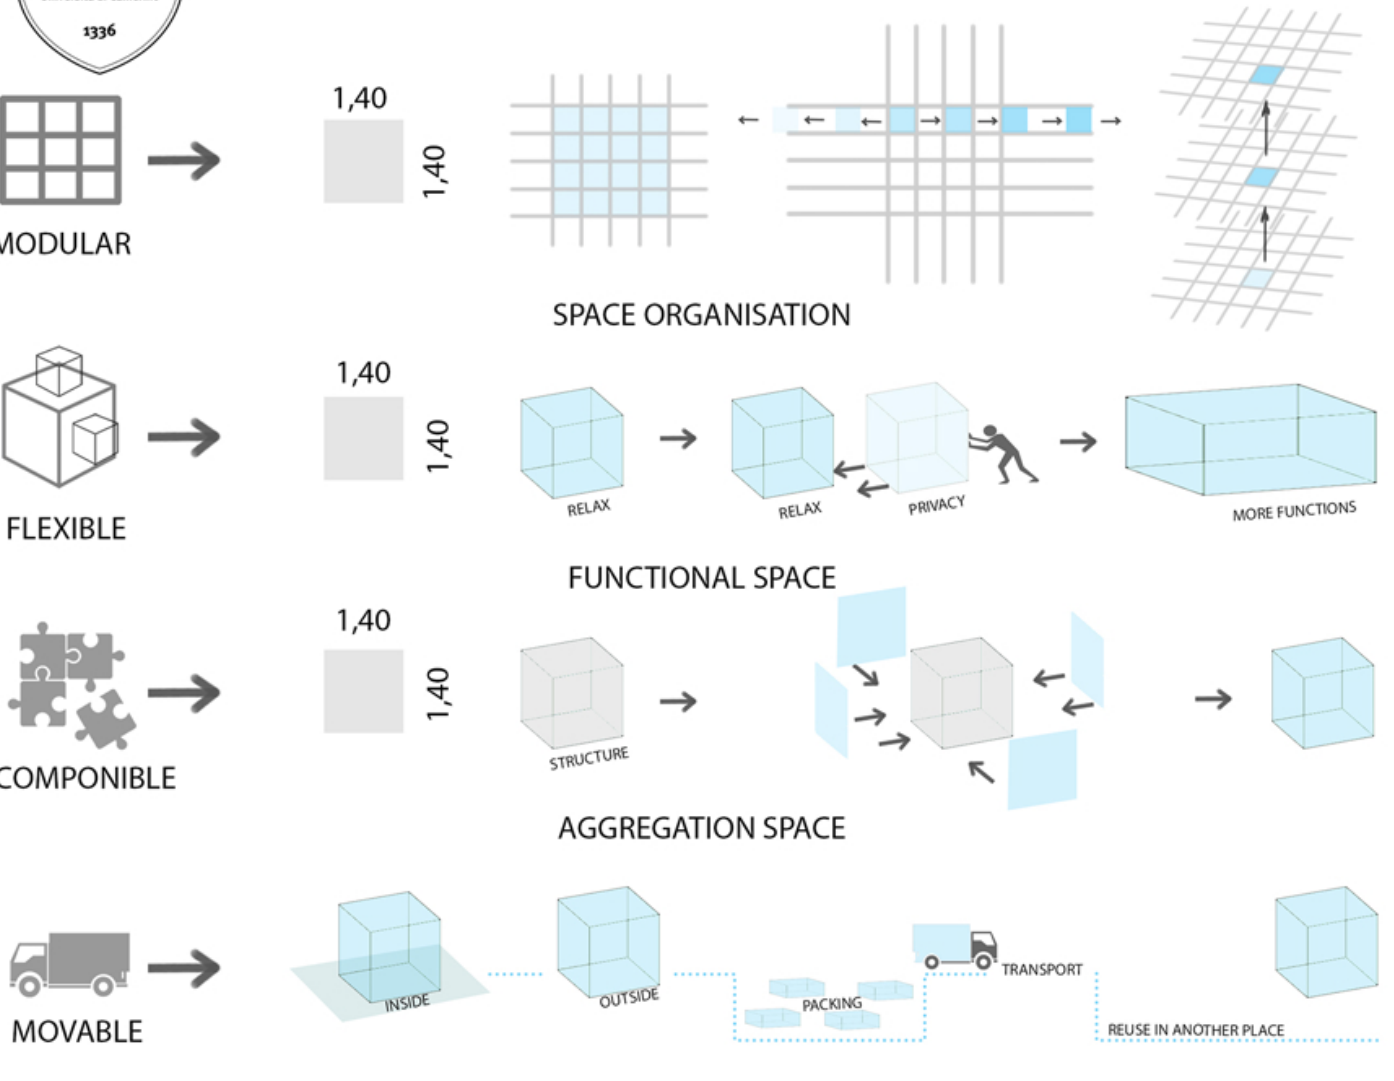 1336
1,40
1,40
MODULAR
SPACE ORGANISATION
1,40
1,40
RELAX
RELAX
PRIVACY
MORE FUNCTIONS
FLEXIBLE
FUNCTIONAL SPACE
1,40
1,40
STRUCTURE
COMPONIBLE
AGGREGATION SPACE
INSIDE
OUTSIDE
PACKING
TRANSPORT
REUSE IN ANOTHER PLACE
MOVABLE